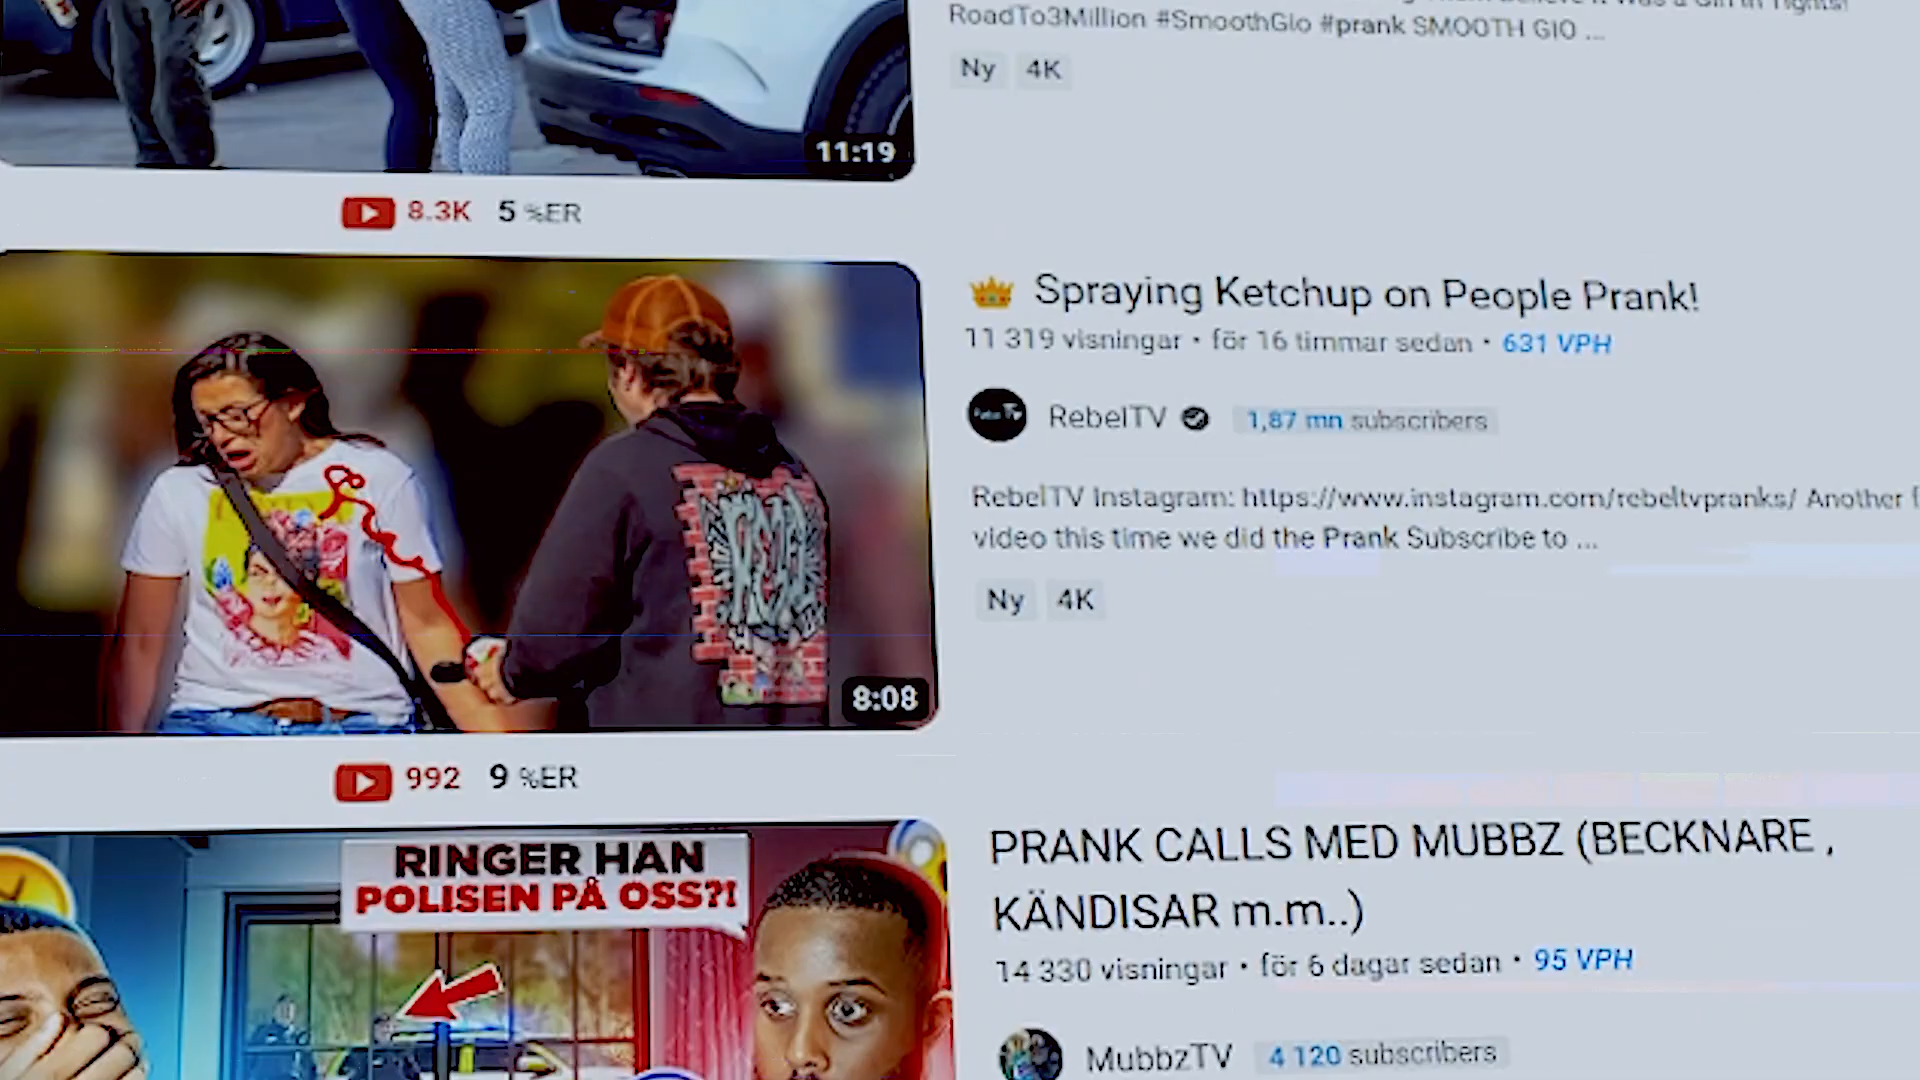 RoadTo3Million #SmoothGio #prank SMOOTH GIO ...
Ny 4K
11:19
8.3K 5 %ER
Spraying Ketchup on People Prank!
11 319 visningar • för 16 timmar sedan • 631 VPH
RebelTV 1,87 mn subscribers
RebelTV Instagram: https://www.instagram.com/rebeltvpranks/ Another
video this time we did the Prank Subscribe to ...
Ny 4K
8:08
992 9 %ER
RINGER HAN
POLISEN PÅ OSS?!
PRANK CALLS MED MUBBZ (BECKNARE ,
KÄNDISAR m.m..)
14 330 visningar • för 6 dagar sedan • 95 VPH
MubbzTV 4 120 subscribers